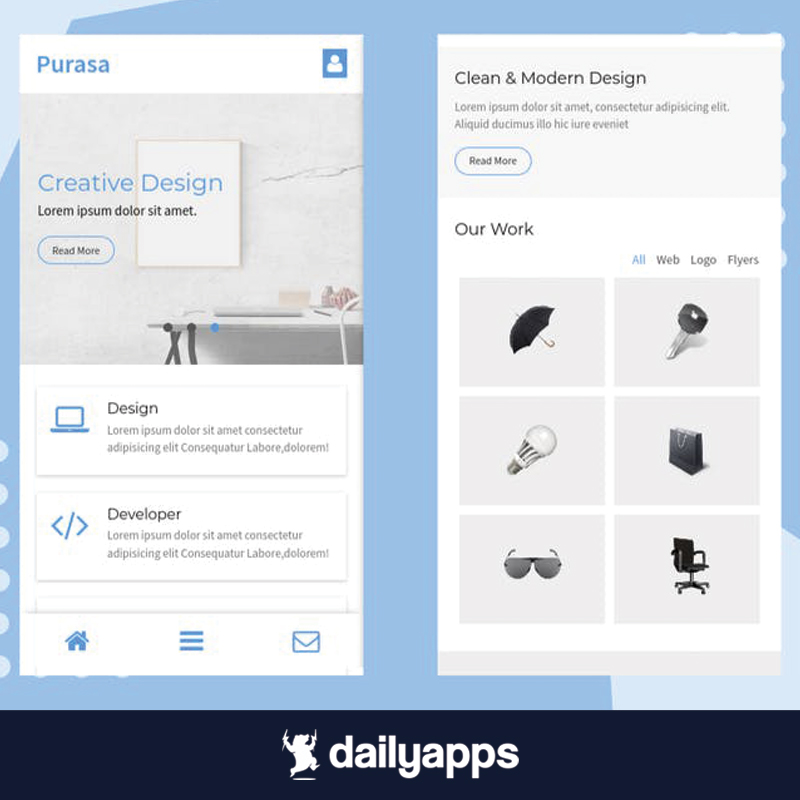 Purasa
Creative Design
Lorem ipsum dolor sit amet.
Read More
Design
Lorem ipsum dolor sit amet consectetur
adipisicing elit Consequatur Labore,dolorem!
Developer
Lorem ipsum dolor sit amet consectetur
adipisicing elit Consequatur Labore,dolorem!
Clean & Modern Design
Lorem ipsum dolor sit amet, consectetur adipisicing elit.
Aliquid ducimus illo hic iure eveniet
Read More
Our Work
All Web Logo Flyers
dailyapps